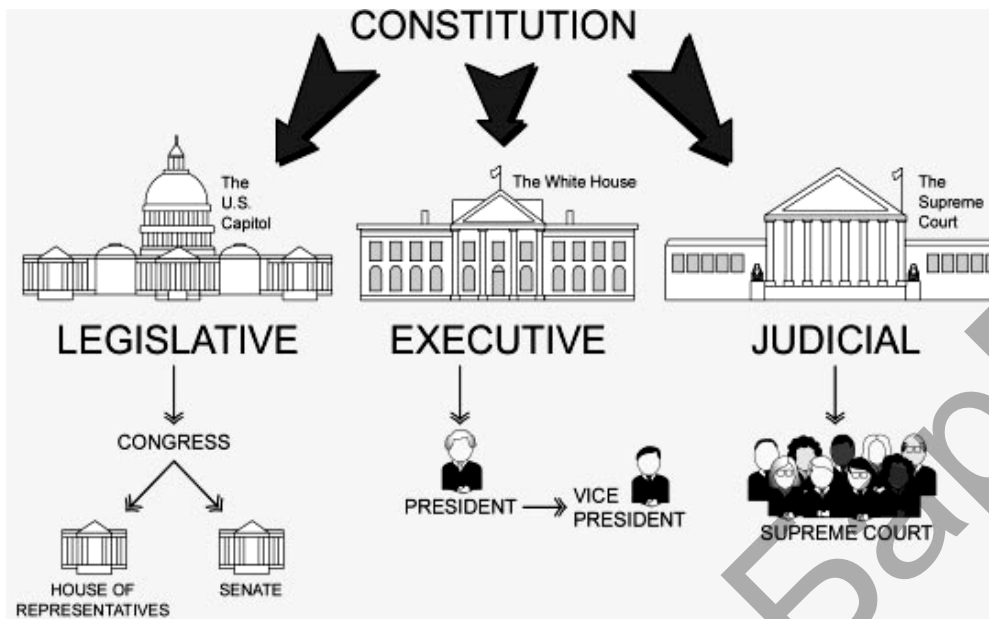 CONSTITUTION
The
U.S.
Capitol
The White House
The
Supreme
Court
LEGISLATIVE
EXECUTIVE
JUDICIAL
CONGRESS
PRESIDENT
VICE
PRESIDENT
SUPREME COURT
HOUSE OF
REPRESENTATIVES
SENATE